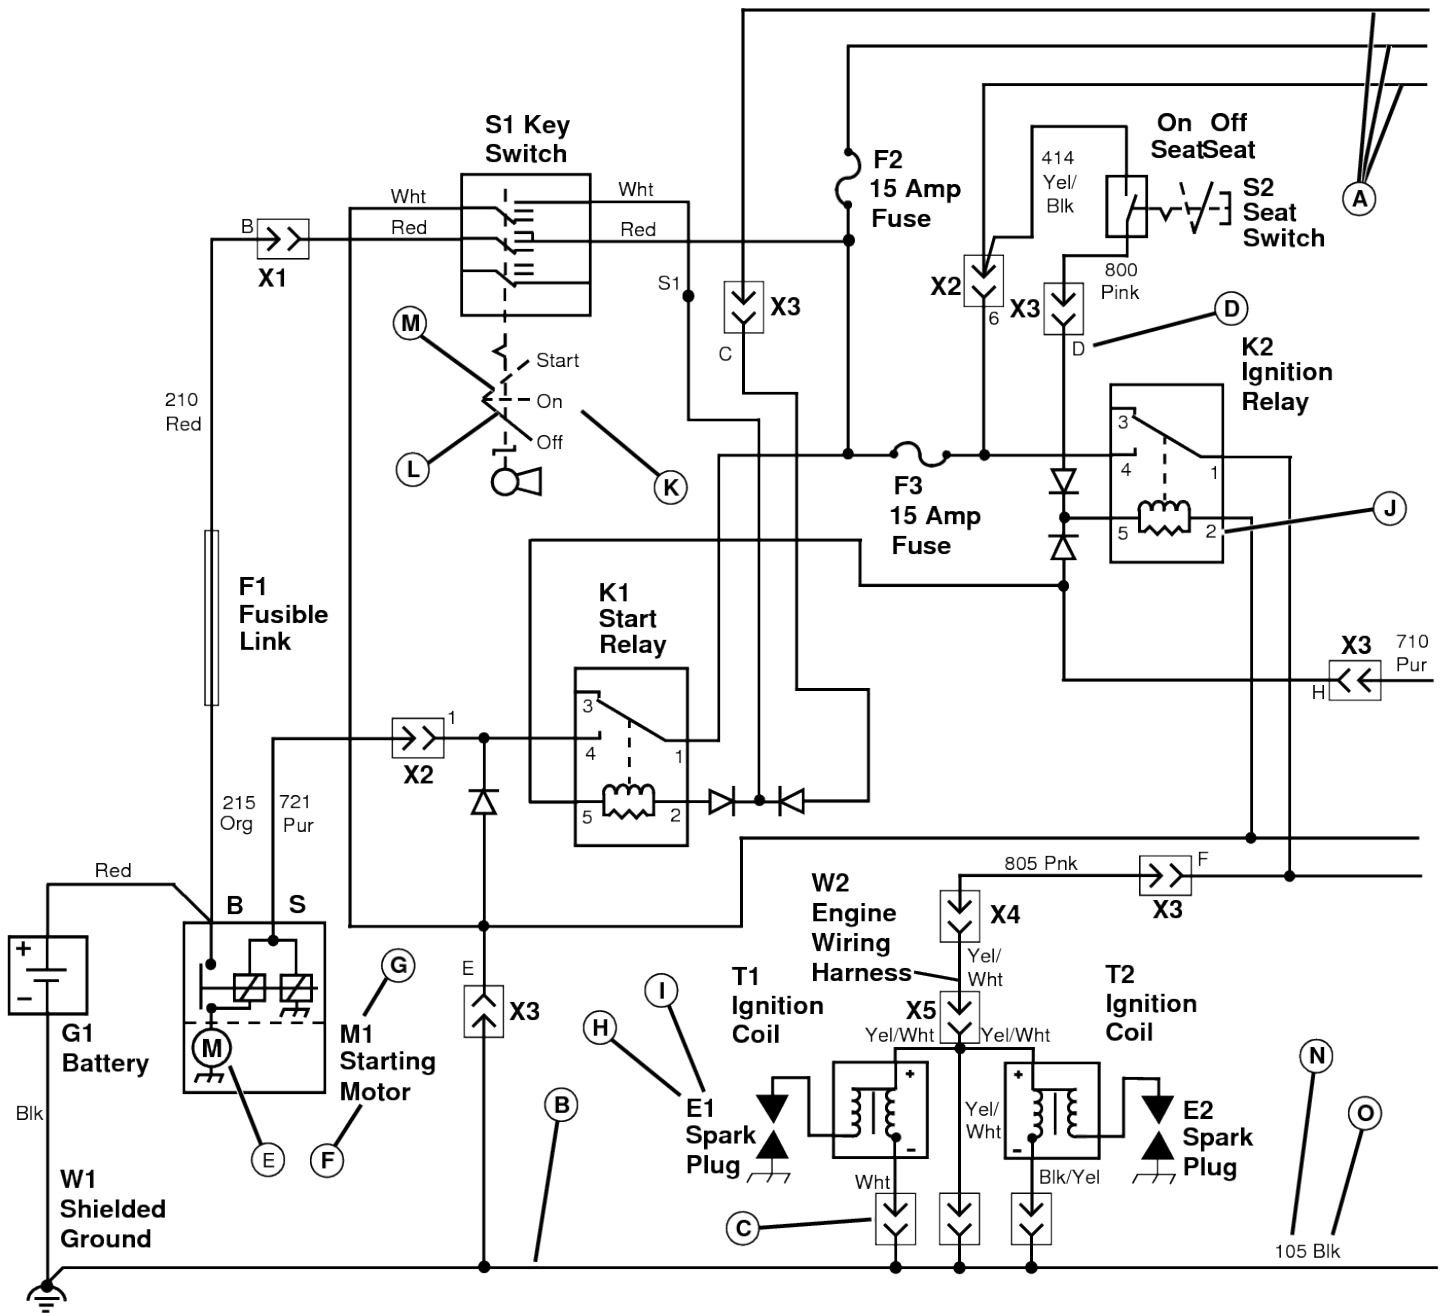 A
S1 Key
Switch
On Off
Seat Seat
F2
15 Amp
Fuse
414
Yel/
Blk
S2
Seat
Switch
Wht
Wht
B
Red
Red
X1
S1
X3
C
X2
6
X3
800
Pink
D
D
K2
Ignition
Relay
M
Start
On
Off
L
K
210
Red
3
4
1
5
2
J
F3
15 Amp
Fuse
F1
Fusible
Link
K1
Start
Relay
3
4
1
5
2
X3
710
Pur
H
1
X2
215
Org
721
Pur
Red
B
S
805 Pnk
F
X3
W2
Engine
Wiring
Harness
X4
Yel/
Wht
X5
Yel/Wht
Yel/Wht
+
−
G1
Battery
G
M
M1
Starting
Motor
E
X3
I
H
T1
Ignition
Coil
T2
Ignition
Coil
+
-
+
-
Yel/
Wht
E1
Spark
Plug
E2
Spark
Plug
Blk
B
N
O
E
F
W1
Shielded
Ground
Wht
Blk/Yel
C
105 Blk